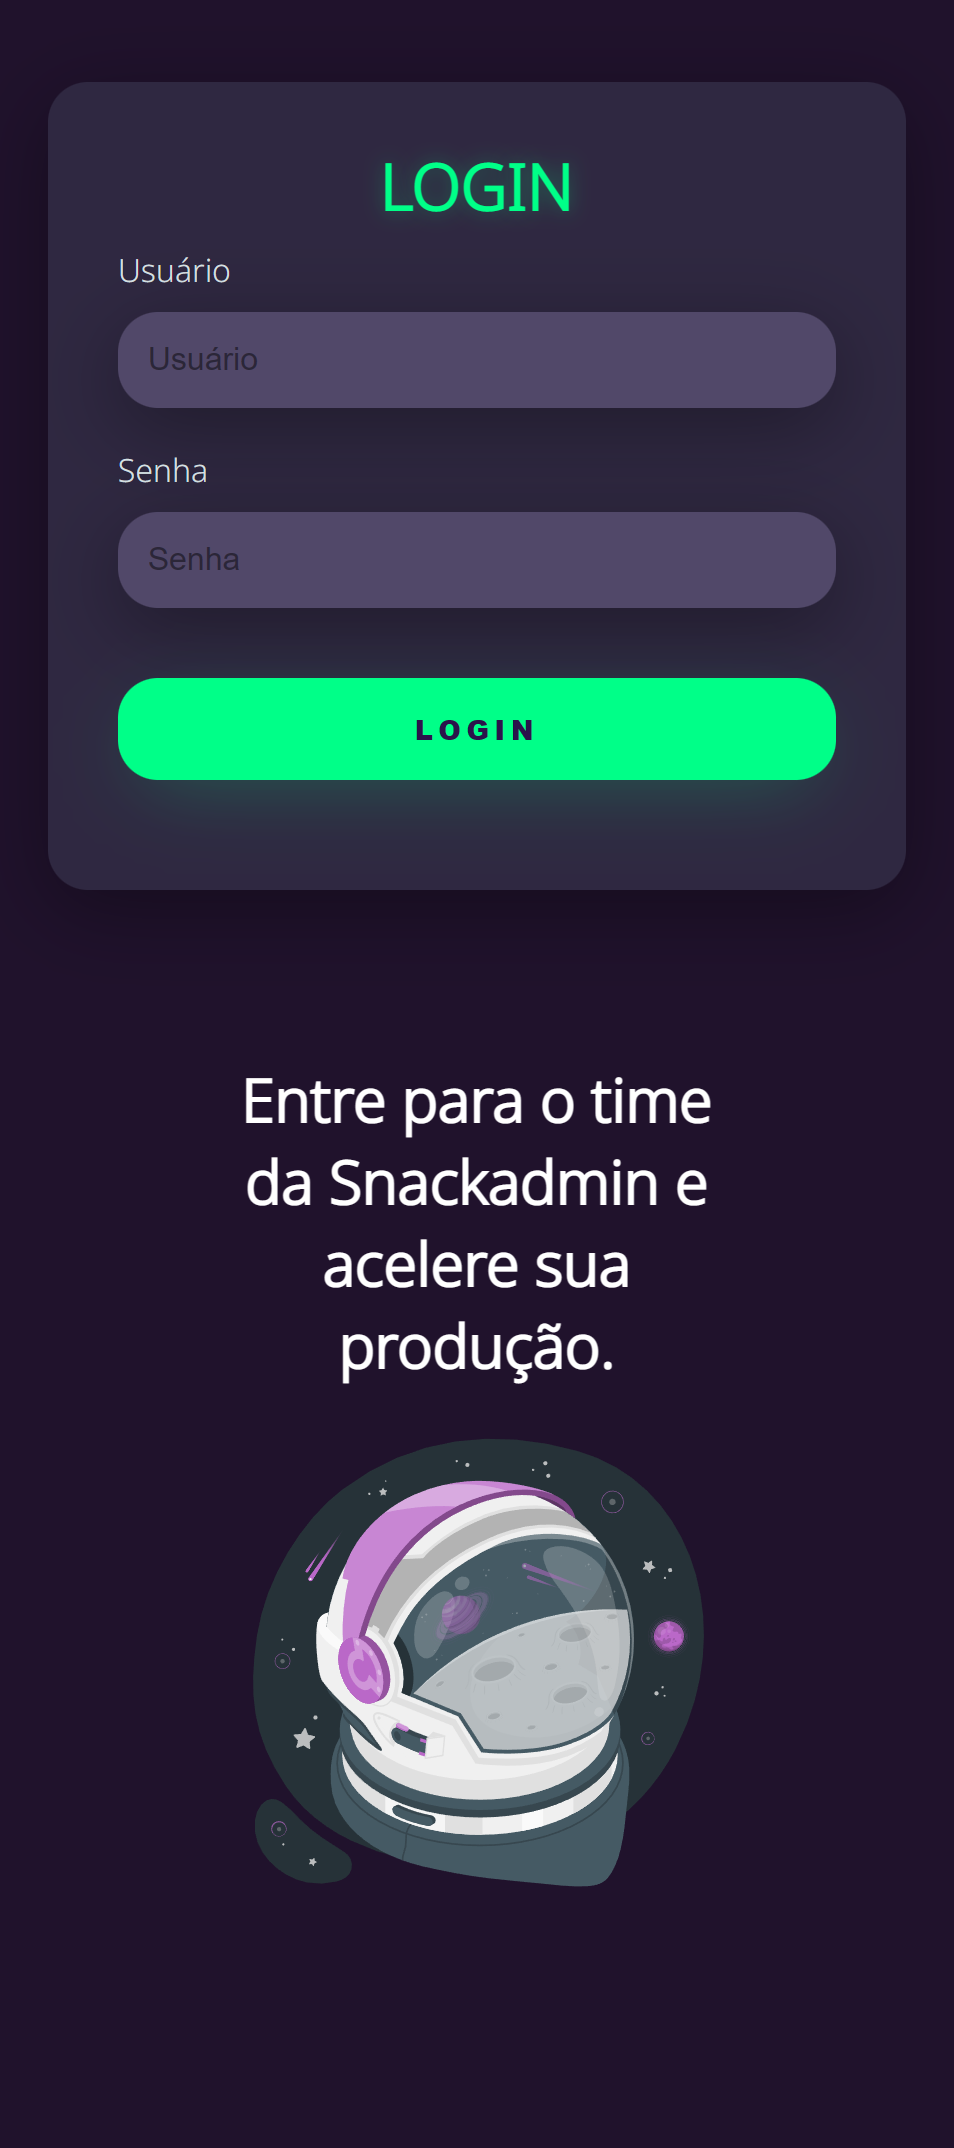 LOGIN
Usuário
Usuário
Senha
Senha
LOGIN
Entre para o time
da Snackadmin e
acelere sua
produção.